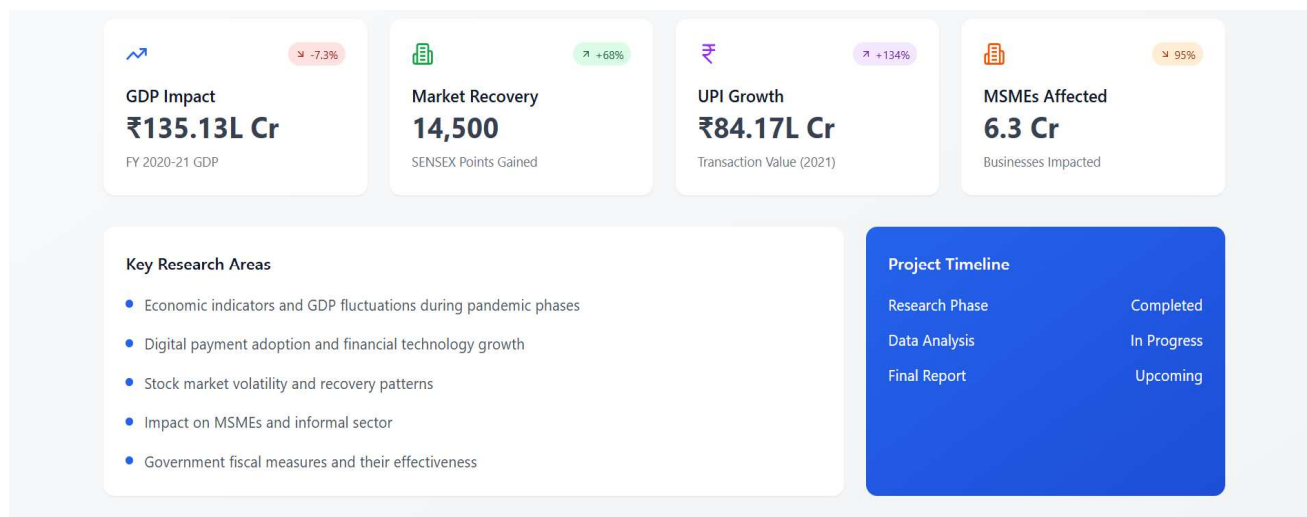 -7.3%
GDP Impact
₹135.13L Cr
FY 2020-21 GDP
+68%
Market Recovery
14,500
SENSEX Points Gained
₹
+134%
UPI Growth
₹84.17L Cr
Transaction Value (2021)
95%
MSMEs Affected
6.3 Cr
Businesses Impacted
Key Research Areas
Economic indicators and GDP fluctuations during pandemic phases
Digital payment adoption and financial technology growth
Stock market volatility and recovery patterns
Impact on MSMEs and informal sector
Government fiscal measures and their effectiveness
Project Timeline
Research Phase Completed
Data Analysis In Progress
Final Report Upcoming